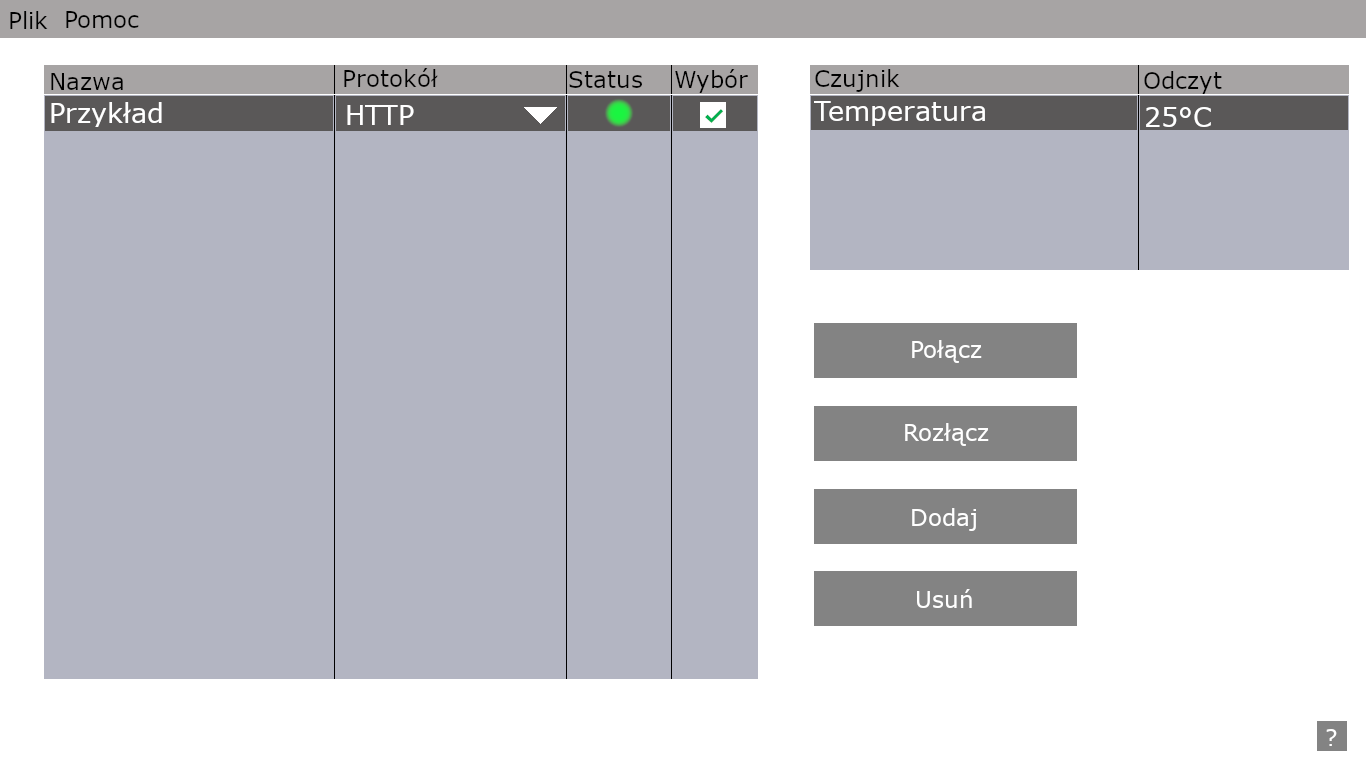 Plik Pomoc
Nazwa Protokół Status Wybór
Przykład HTTP
Czujnik Odczyt
Temperatura 25°C
Połącz
Rozłącz
Dodaj
Usuń
?